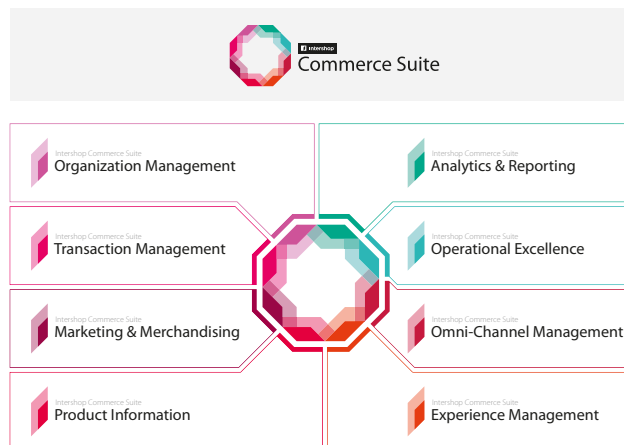 intershop
Commerce Suite
Intershop Commerce Suite
Organization Management
Intershop Commerce Suite
Analytics & Reporting
Intershop Commerce Suite
Transaction Management
Intershop Commerce Suite
Operational Excellence
Intershop Commerce Suite
Marketing & Merchandising
Intershop Commerce Suite
Omni-Channel Management
Intershop Commerce Suite
Product Information
Intershop Commerce Suite
Experience Management